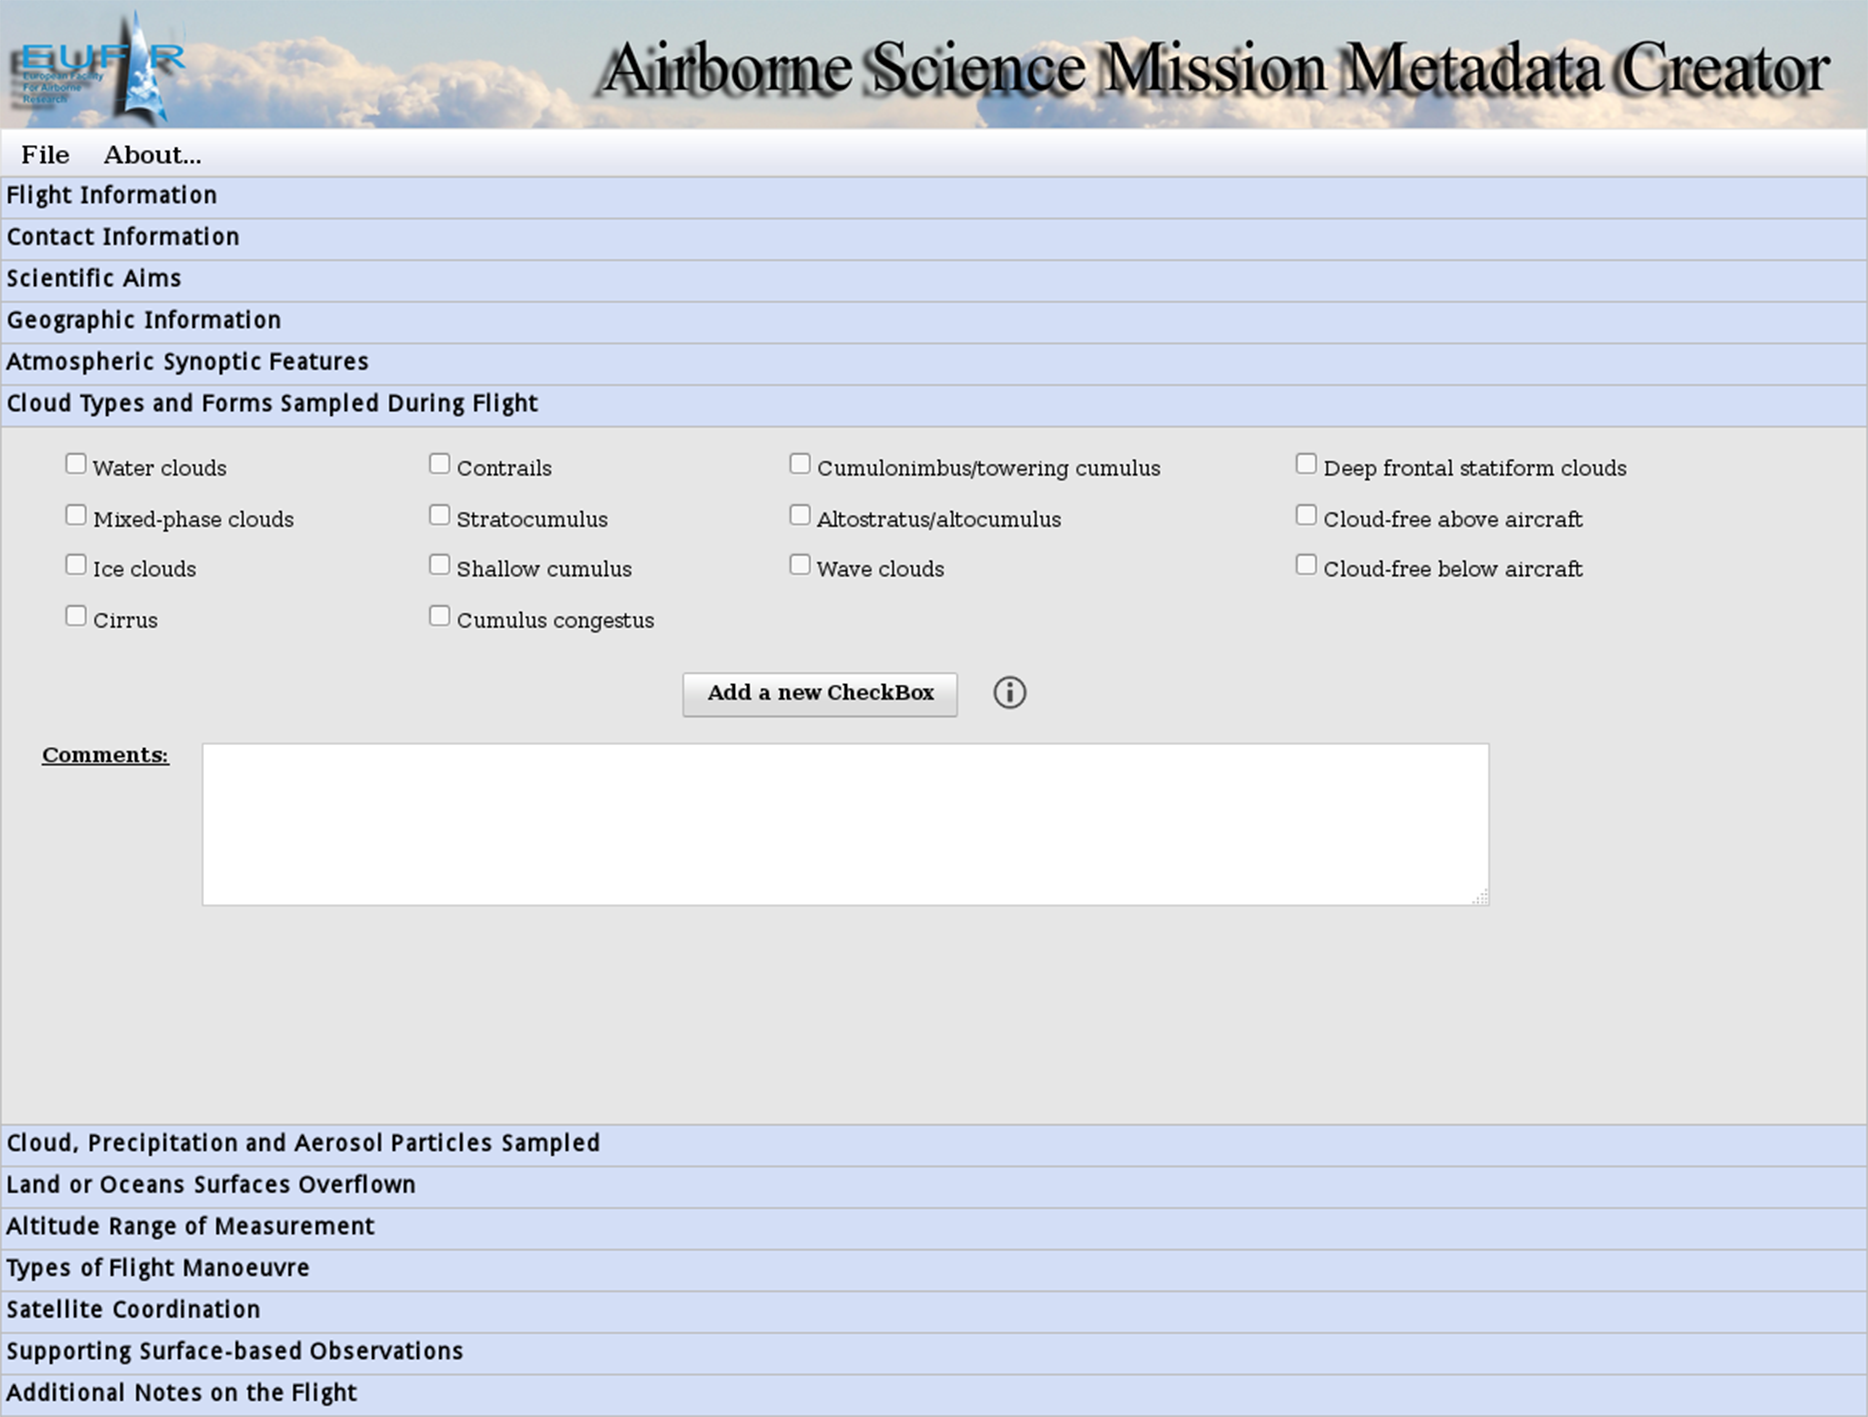 EUFAR
European Facility
For Airborne
Research
Airborne Science Mission Metadata Creator
File About...
Flight Information
Contact Information
Scientific Aims
Geographic Information
Atmospheric Synoptic Features
Cloud Types and Forms Sampled During Flight
Water clouds Contrails Cumulonimbus/towering cumulus Deep frontal statiform clouds
Mixed-phase clouds Stratocumulus Altostratus/altocumulus Cloud-free above aircraft
Ice clouds Shallow cumulus Wave clouds Cloud-free below aircraft
Cirrus Cumulus congestus
Add a new CheckBox
Comments:
Cloud, Precipitation and Aerosol Particles Sampled
Land or Oceans Surfaces Overflown
Altitude Range of Measurement
Types of Flight Manoeuvre
Satellite Coordination
Supporting Surface-based Observations
Additional Notes on the Flight